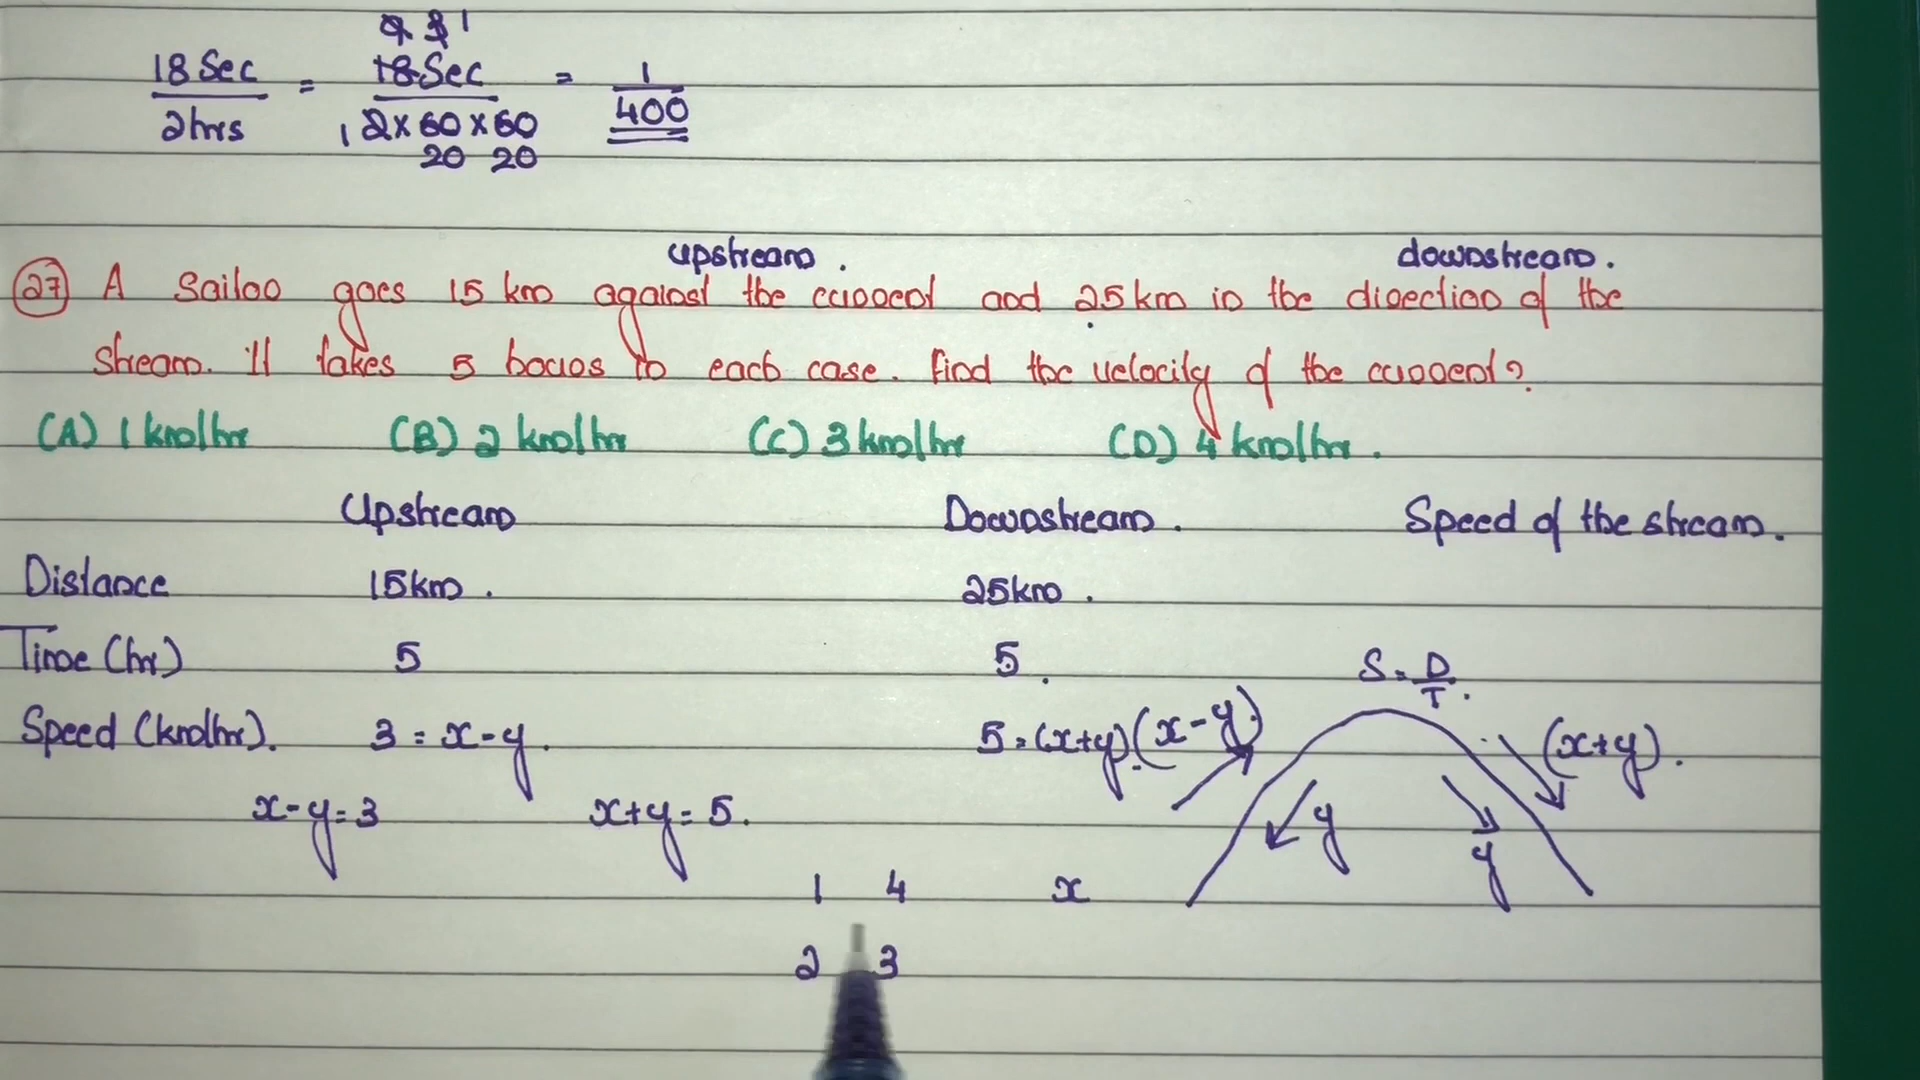 9 3 1
18 Sec / 2hrs = 18 Sec / 1 2 x 60 x 60 = 1 / 400
20 20
upstream . downstream .
(27) A Sailor goes 15 km against the current and 25 km in the direction of the
stream. It takes 5 hours to each case. find the velocity of the current?
(A) 1 km/hr (B) 2 km/hr (C) 3 km/hr (D) 4 km/hr .
Upstream Downstream . Speed of the stream .
Distance 15km . 25km .
Time (hr) 5 5 . S = D/T .
Speed (km/hr). 3 = x-y . 5 = (x+y) (x-y) (x+y) .
x-y=3 x+y=5 . y y
1 4 x
2 3